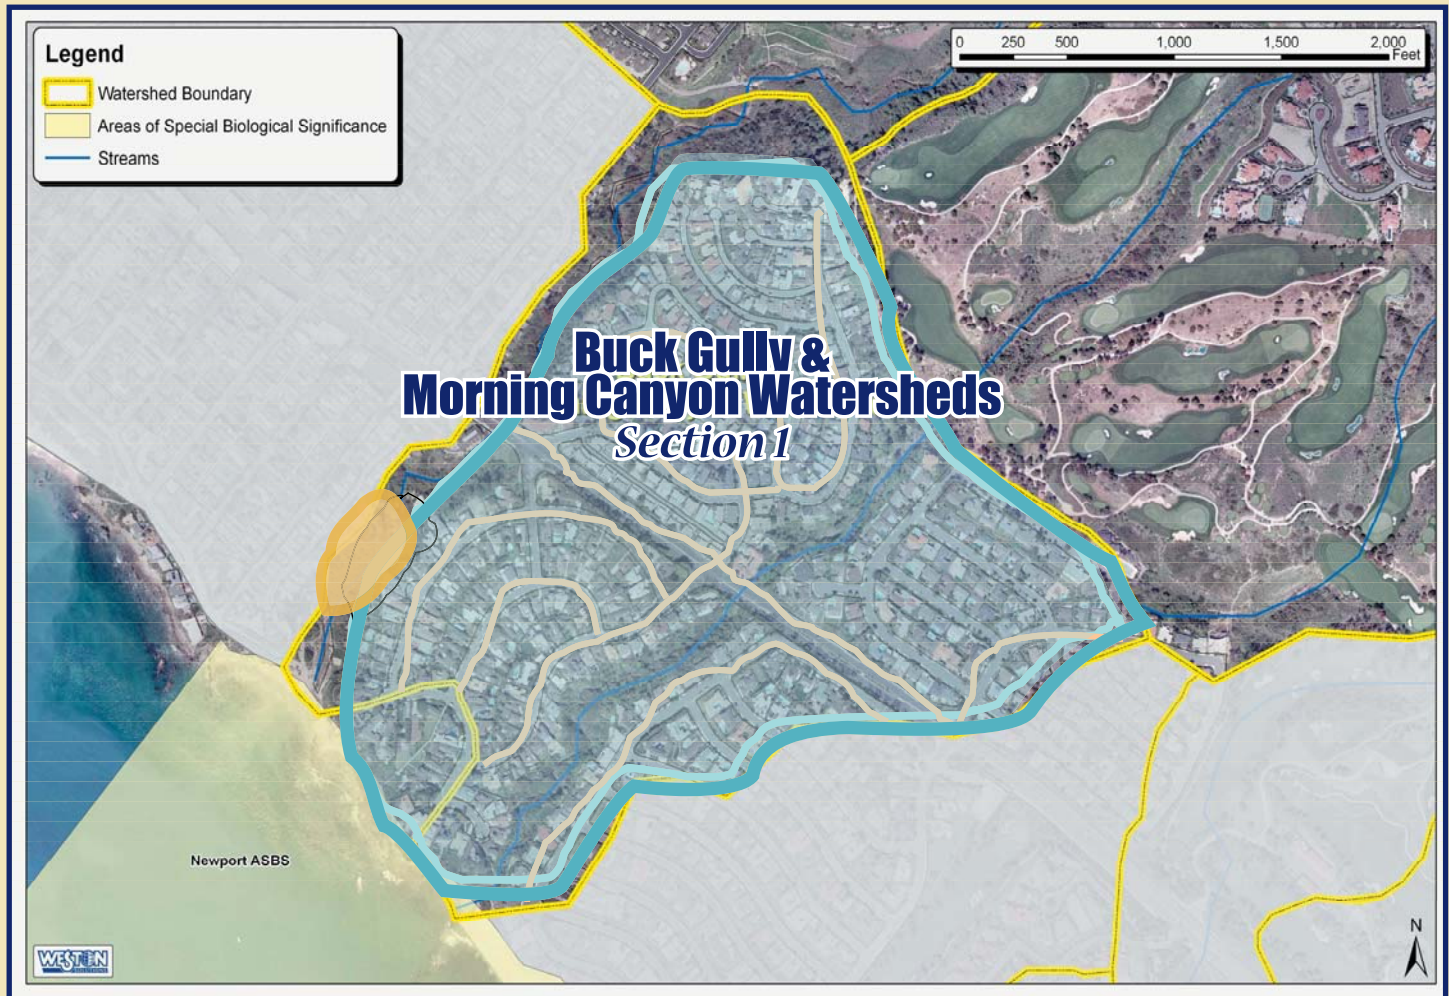 Legend
Watershed Boundary
Areas of Special Biological Significance
Streams
0 250 500 1,000 1,500 2,000
Feet
Buck Gully &
Morning Canyon Watersheds
Section 1
Newport ASBS
WESTON
SOLUTIONS
N